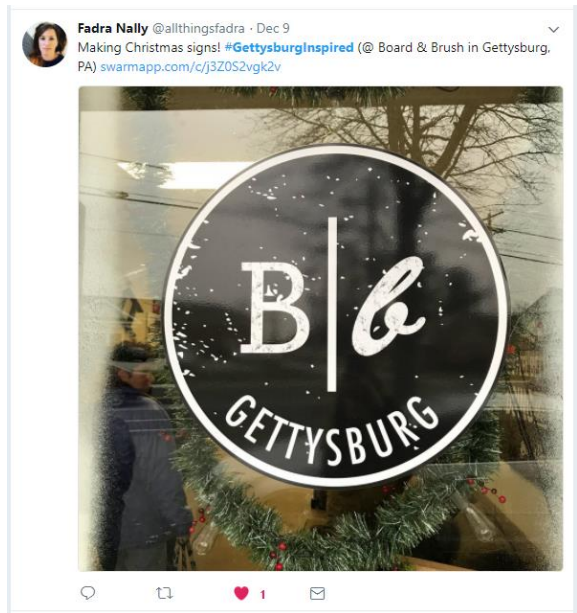 Fadra Nally @allthingsfadra · Dec 9
Making Christmas signs! #GettysburgInspired (@ Board & Brush in Gettysburg,
PA) swarmapp.com/c/j3Z0S2vgk2v
B|b
GETTYSBURG
1